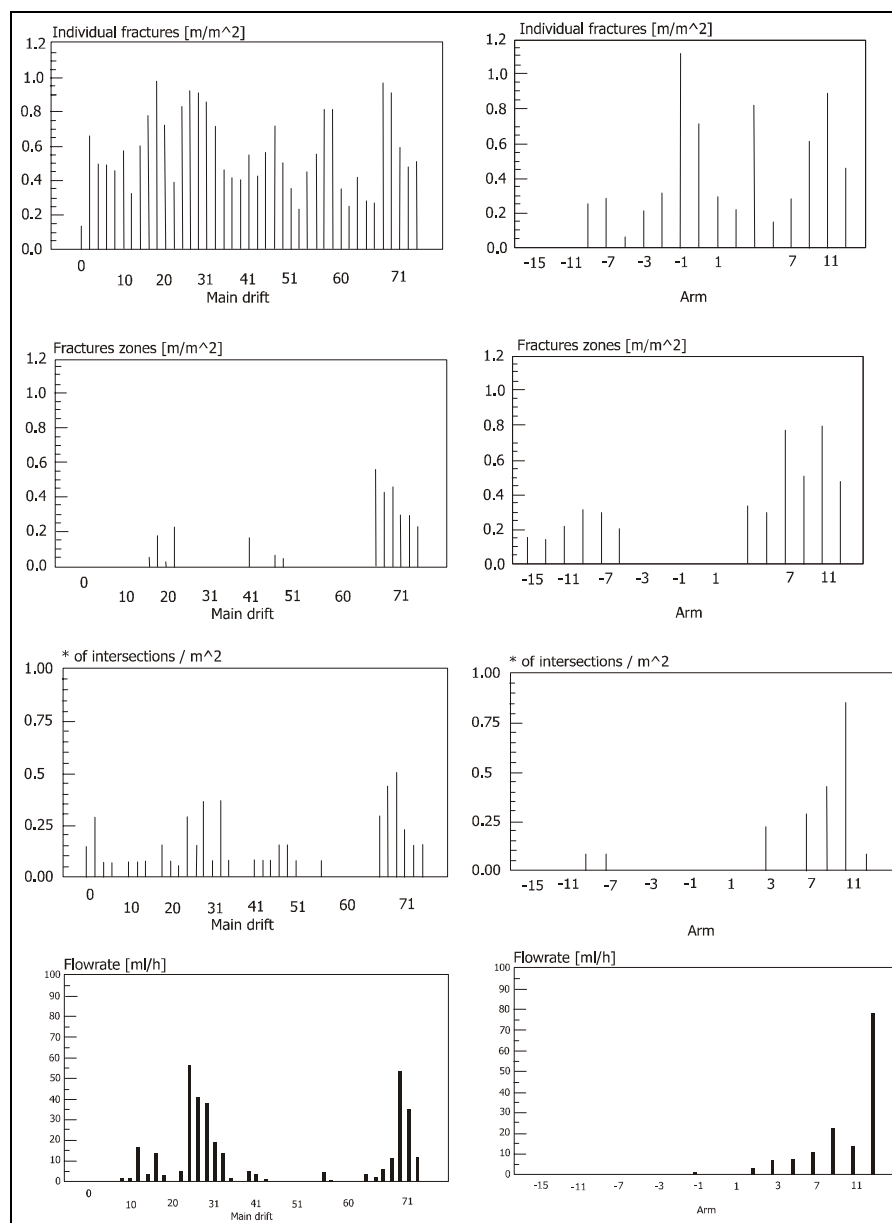 Individual fractures [m/m^2]
1.2
1.0
0.8
0.6
0.4
0.2
0.0
0 10 20 31 41 51 60 71
Main drift
Individual fractures [m/m^2]
1.2
1.0
0.8
0.6
0.4
0.2
0.0
-15 -11 -7 -3 -1 1 7 11
Arm
Fractures zones [m/m^2]
1.2
1.0
0.8
0.6
0.4
0.2
0.0
0 10 20 31 41 51 60 71
Main drift
Fractures zones [m/m^2]
1.2
1.0
0.8
0.6
0.4
0.2
0.0
-15 -11 -7 -3 -1 1 7 11
Arm
* of intersections / m^2
1.00
0.75
0.5
0.25
0.00
0 10 20 31 41 51 60 71
Main drift
* of intersections / m^2
1.00
0.75
0.5
0.25
0.00
-15 -11 -7 -3 -1 1 3 7 11
Arm
Flowrate [ml/h]
100
90
80
70
60
50
40
30
20
10
0
0 10 20 31 41 51 60 71
Main drift
Flowrate [ml/h]
100
90
80
70
60
50
40
30
20
10
0
-15 -11 -7 -3 -1 1 3 7 11
Arm